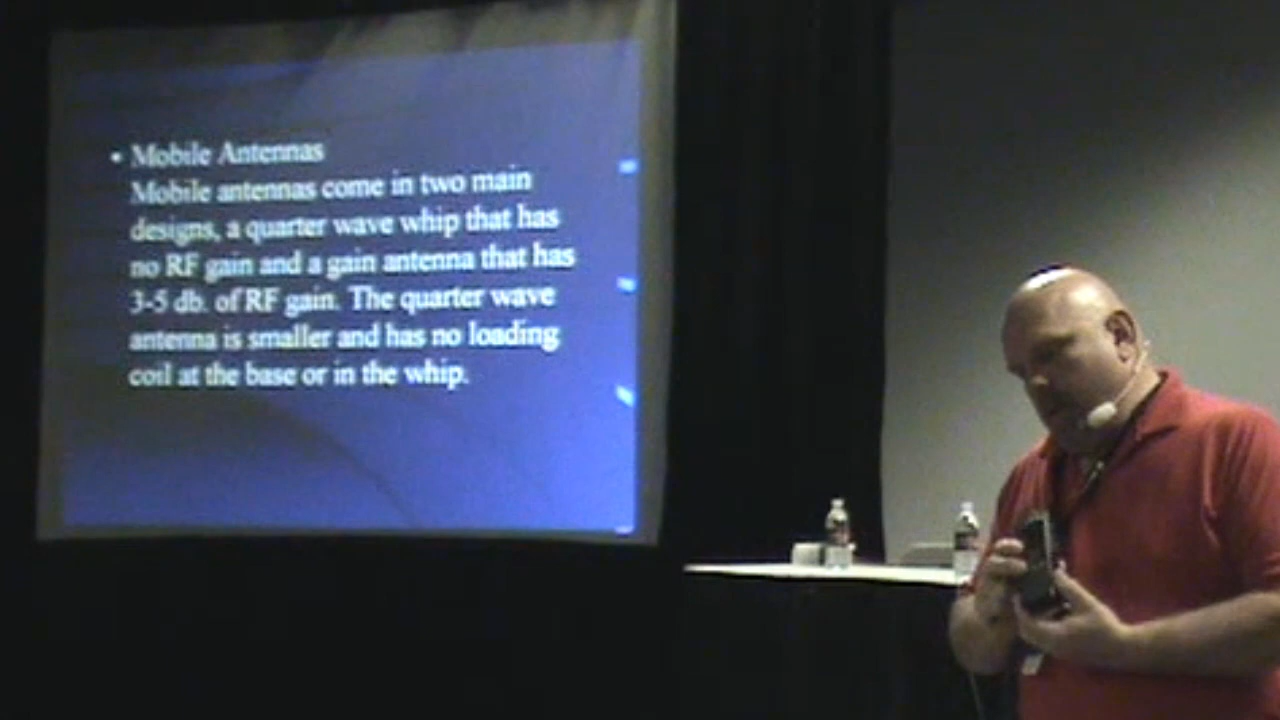 • Mobile Antennas
Mobile antennas come in two main
designs, a quarter wave whip that has
no RF gain and a gain antenna that has
3-5 db. of RF gain. The quarter wave
antenna is smaller and has no loading
coil at the base or in the whip.